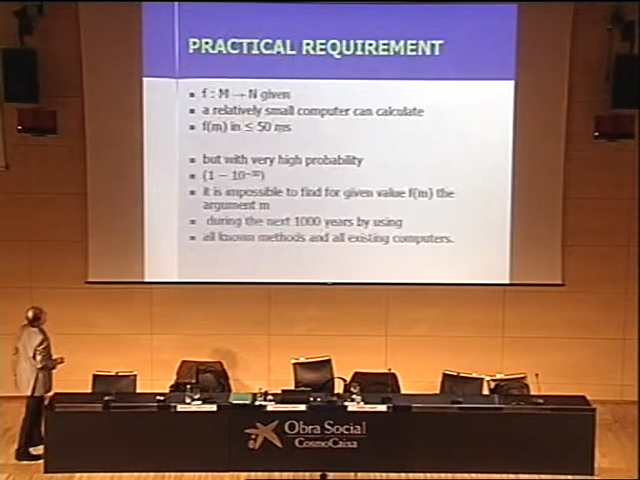 PRACTICAL REQUIREMENT
f : M → N given
a relatively small computer can calculate
f(m) in ≤ 50 ms
but with very high probability
(1 − 10
it is impossible to find for given value f(m) the
argument m
during the next 1000 years by using
all known methods and all existing computers.
Obra Social
CosmoCaixa